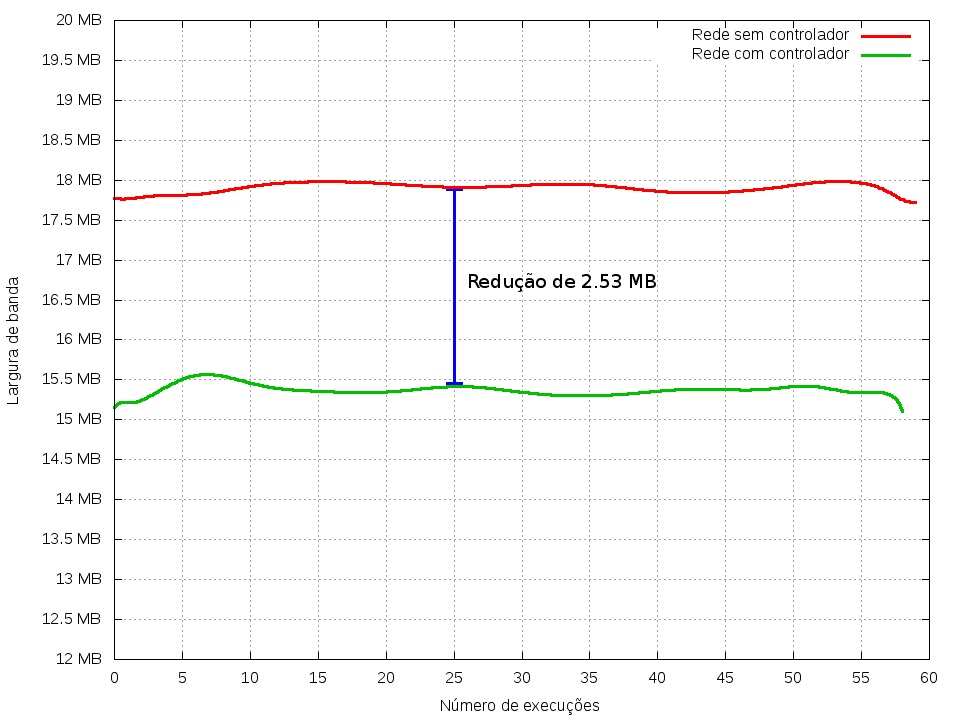 20 MB
19.5 MB
19 MB
18.5 MB
18 MB
17.5 MB
17 MB
16.5 MB
16 MB
15.5 MB
15 MB
14.5 MB
14 MB
13.5 MB
13 MB
12.5 MB
12 MB
Largura de banda
Rede sem controlador
Rede com controlador
Redução de 2.53 MB
0 5 10 15 20 25 30 35 40 45 50 55 60
Número de execuções